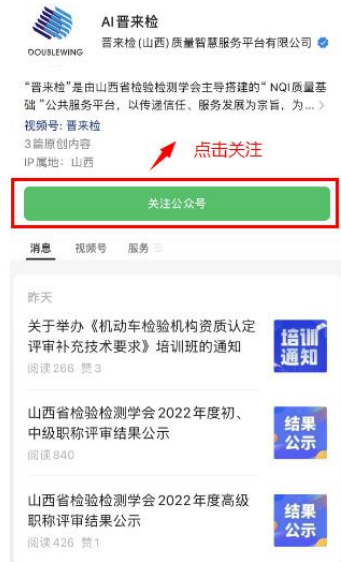 AI晋来检
晋来检(山西)质量智慧服务平台有限公司
DOUBLEWING
“晋来检”是由山西省检验检测学会主导搭建的“NQI质量基
础”公共服务平台，以传递信任、服务发展为宗旨，为...
视频号: 晋来检
3篇原创内容
IP属地：山西
点击关注
关注公众号
消息 视频号 服务
昨天
关于举办《机动车检验机构资质认定
评审补充技术要求》培训班的通知
阅读266 赞3
培训
通知
山西省检验检测学会2022年度初、
中级职称评审结果公示
阅读840
结果
公示
山西省检验检测学会2022年度高级
职称评审结果公示
阅读426 赞1
结果
公示